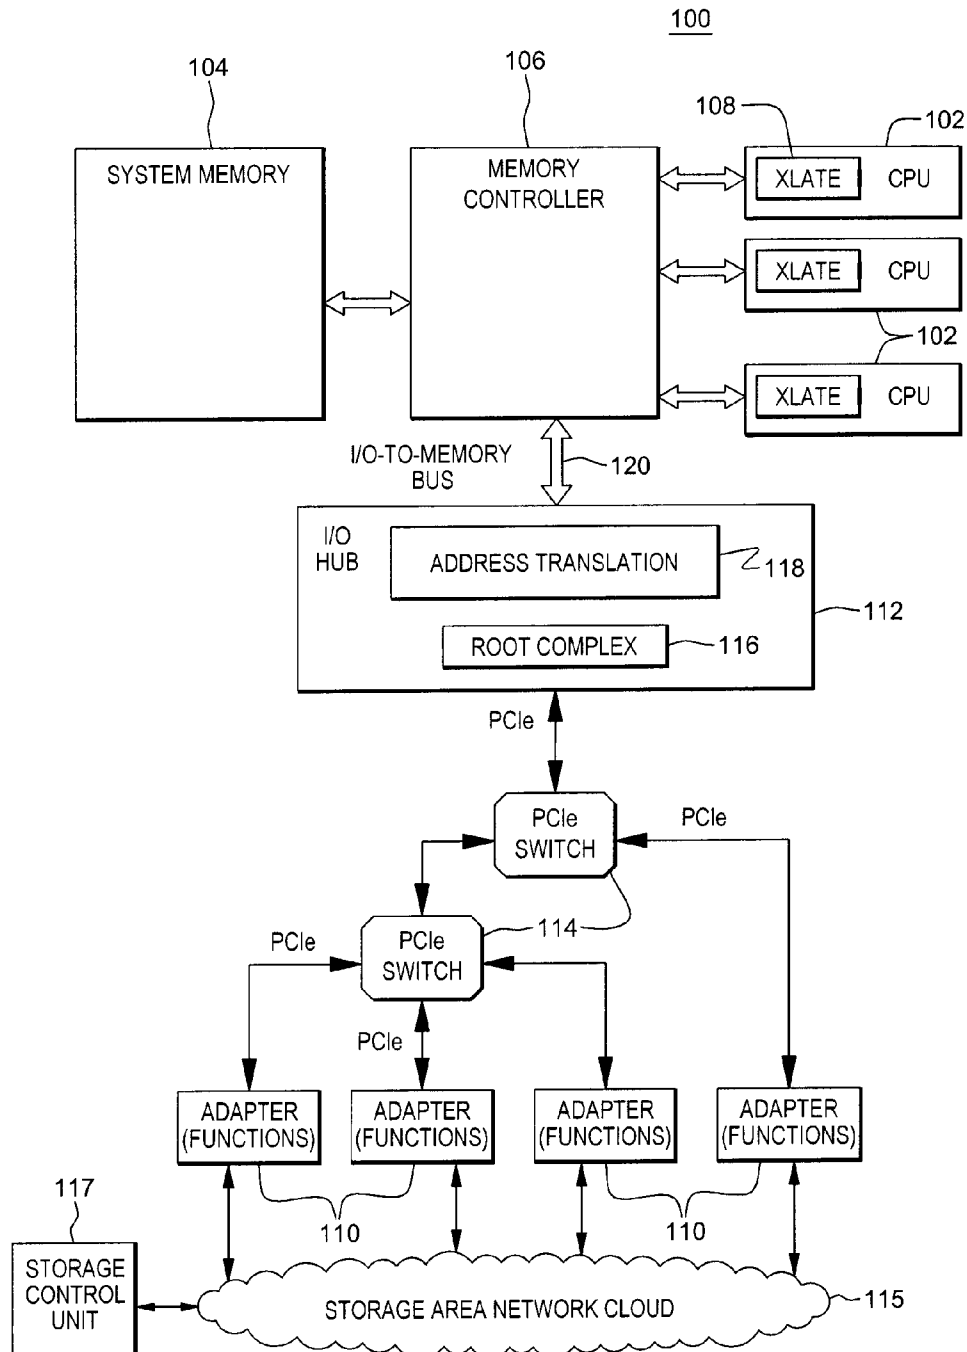 100
104
106
108
102
SYSTEM MEMORY
MEMORY
CONTROLLER
XLATE CPU
XLATE CPU
102
XLATE CPU
I/O-TO-MEMORY
BUS
120
I/O
HUB
ADDRESS TRANSLATION
118
112
ROOT COMPLEX
116
PCIe
PCIe
SWITCH
PCIe
114
PCIe
PCIe
SWITCH
PCIe
ADAPTER
(FUNCTIONS)
ADAPTER
(FUNCTIONS)
ADAPTER
(FUNCTIONS)
ADAPTER
(FUNCTIONS)
117
110
110
STORAGE
CONTROL
UNIT
STORAGE AREA NETWORK CLOUD
115